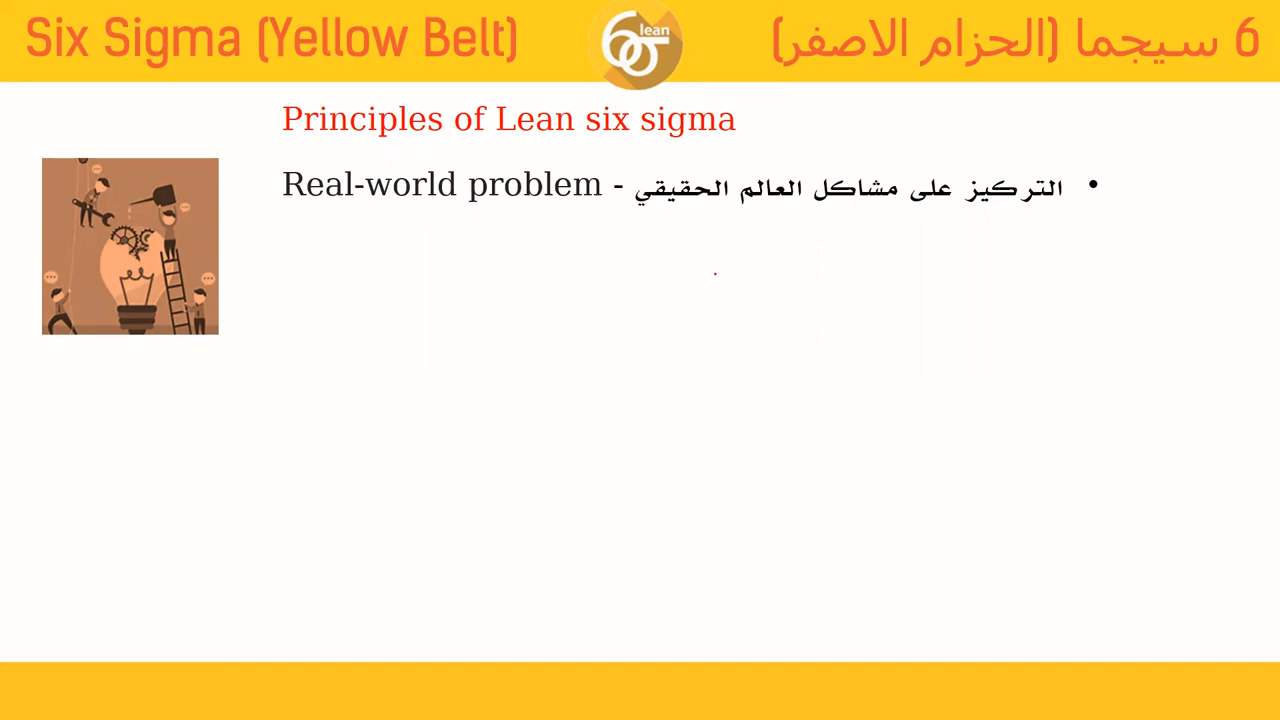 Six Sigma (Yellow Belt)
lean
6σ
6 سيجما (الحزام الاصفر)
Principles of Lean six sigma
• التركيز على مشاكل العالم الحقيقي - Real-world problem